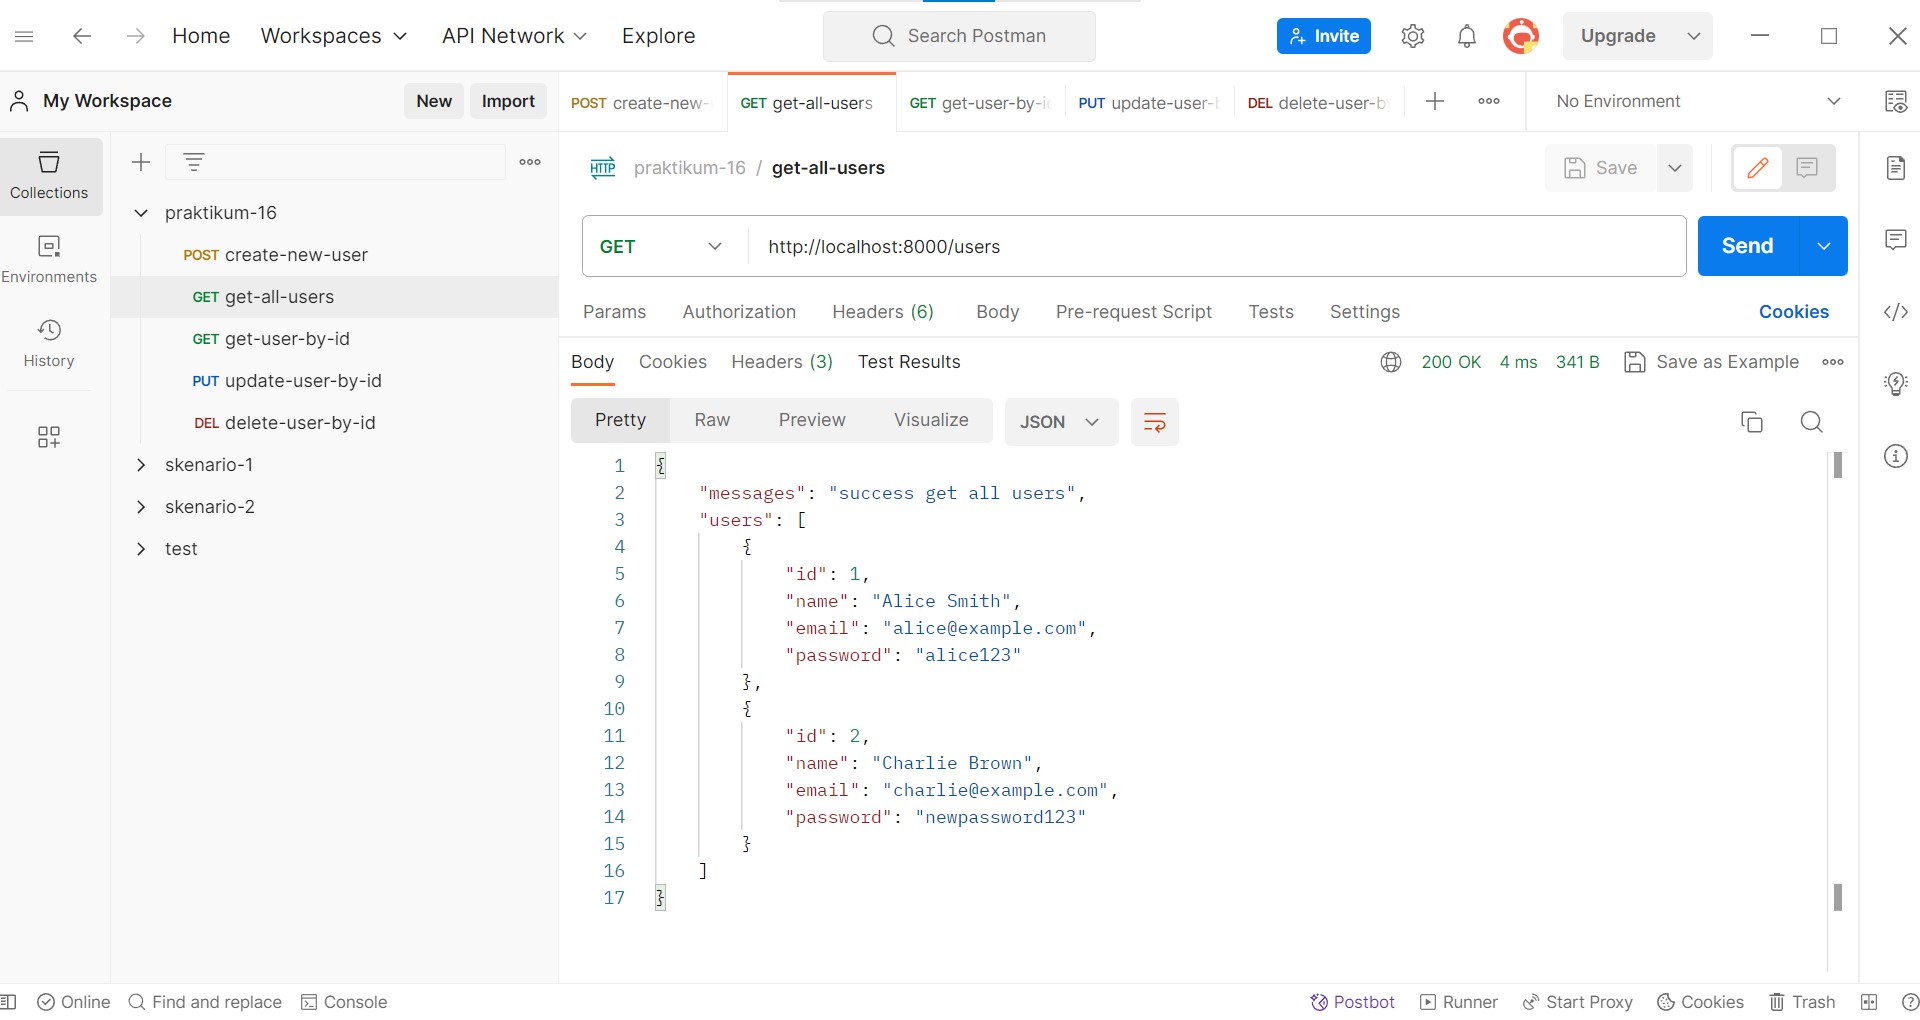 Home Workspaces API Network Explore Search Postman Invite Upgrade
My Workspace New Import
POST create-new- GET get-all-users GET get-user-by-i PUT update-user- DEL delete-user-b No Environment
Collections
Environments
History
praktikum-16
POST create-new-user
GET get-all-users
GET get-user-by-id
PUT update-user-by-id
DEL delete-user-by-id
skenario-1
skenario-2
test
HTTP praktikum-16 / get-all-users Save
GET http://localhost:8000/users Send
Params Authorization Headers (6) Body Pre-request Script Tests Settings Cookies
Body Cookies Headers (3) Test Results 200 OK 4 ms 341 B Save as Example
Pretty Raw Preview Visualize JSON
1 {
2 "messages": "success get all users",
3 "users": [
4 {
5 "id": 1,
6 "name": "Alice Smith",
7 "email": "alice@example.com",
8 "password": "alice123"
9 },
10 {
11 "id": 2,
12 "name": "Charlie Brown",
13 "email": "charlie@example.com",
14 "password": "newpassword123"
15 }
16 ]
17 }
Online Find and replace Console Postbot Runner Start Proxy Cookies Trash